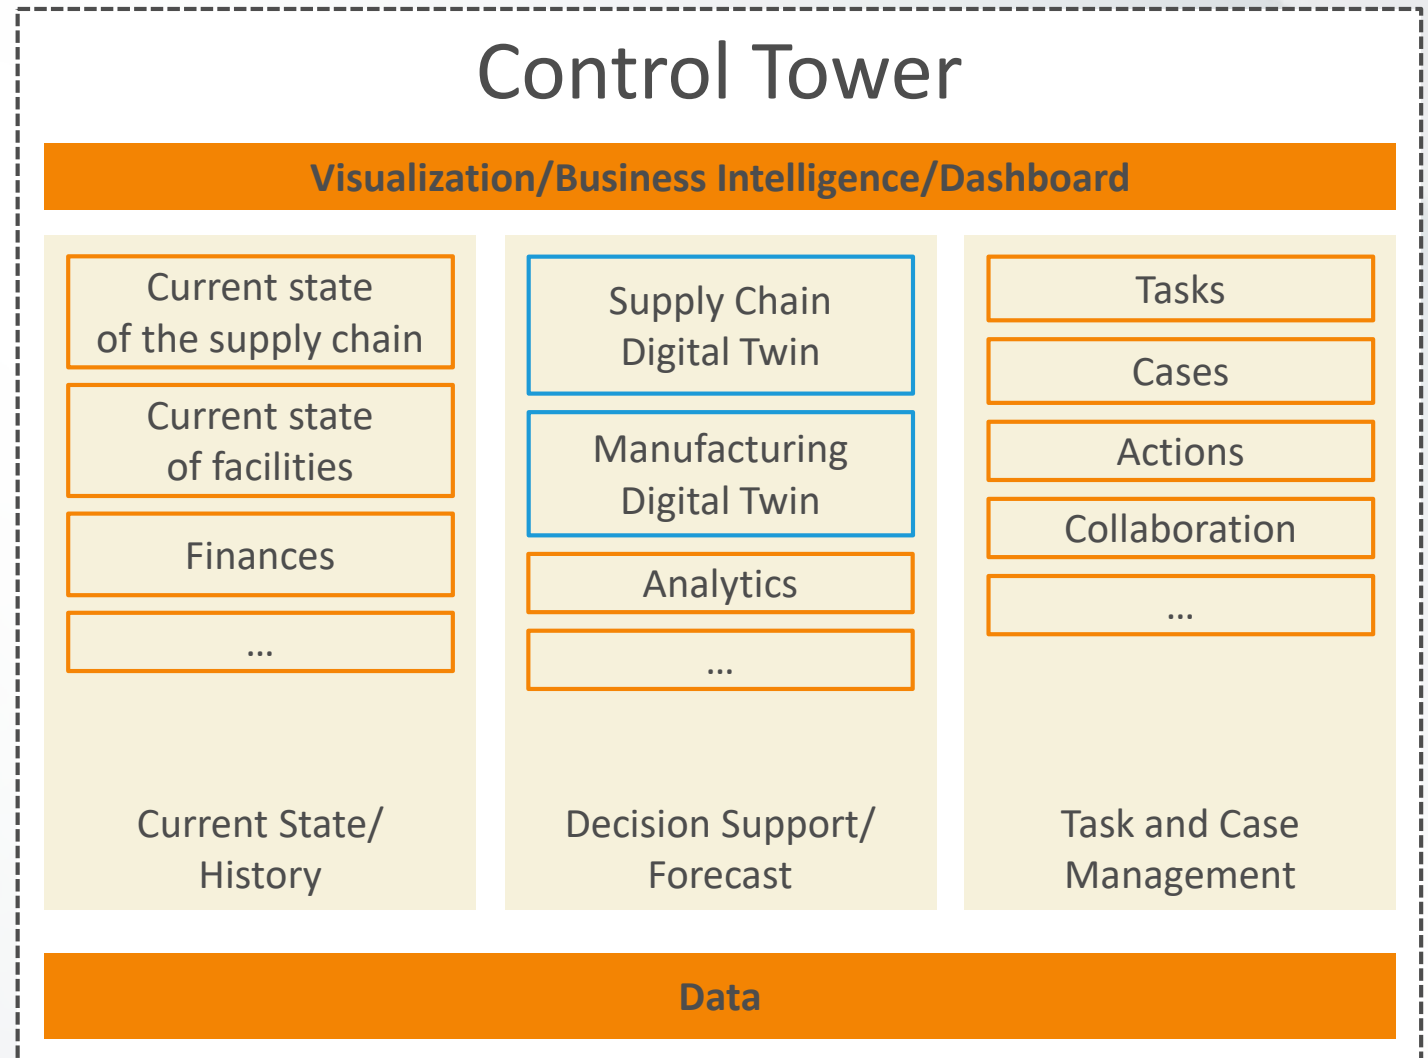 Control Tower
Visualization/Business Intelligence/Dashboard
Current state
of the supply chain
Current state
of facilities
Finances
...
Current State/
History
Supply Chain
Digital Twin
Manufacturing
Digital Twin
Analytics
...
Decision Support/
Forecast
Tasks
Cases
Actions
Collaboration
...
Task and Case
Management
Data